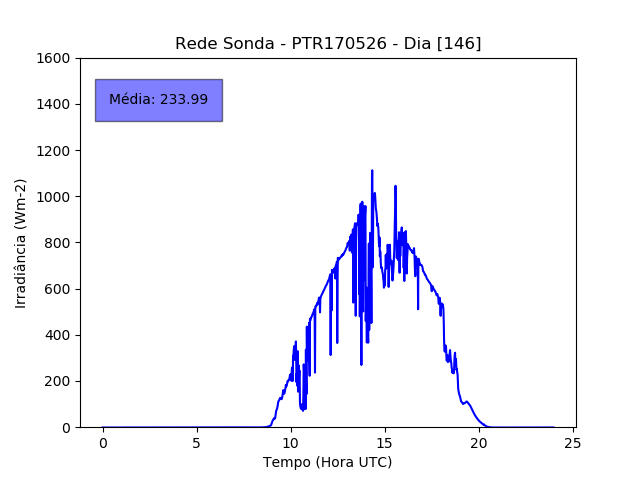 Rede Sonda - PTR170526 - Dia [146]
1600
1400
1200
1000
800
600
400
200
0
Média: 233.99
Irradiância (Wm-2)
0 5 10 15 20 25
Tempo (Hora UTC)